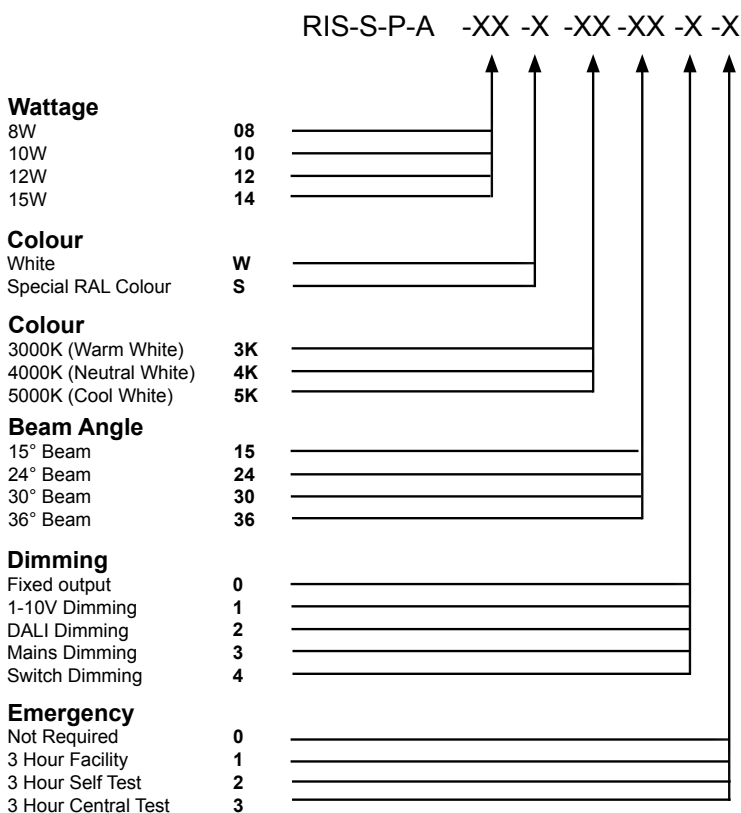 RIS-S-P-A -XX -X -XX -XX -X -X
Wattage
8W 08
10W 10
12W 12
15W 14
Colour
White W
Special RAL Colour S
Colour
3000K (Warm White) 3K
4000K (Neutral White) 4K
5000K (Cool White) 5K
Beam Angle
15° Beam 15
24° Beam 24
30° Beam 30
36° Beam 36
Dimming
Fixed output 0
1-10V Dimming 1
DALI Dimming 2
Mains Dimming 3
Switch Dimming 4
Emergency
Not Required 0
3 Hour Facility 1
3 Hour Self Test 2
3 Hour Central Test 3